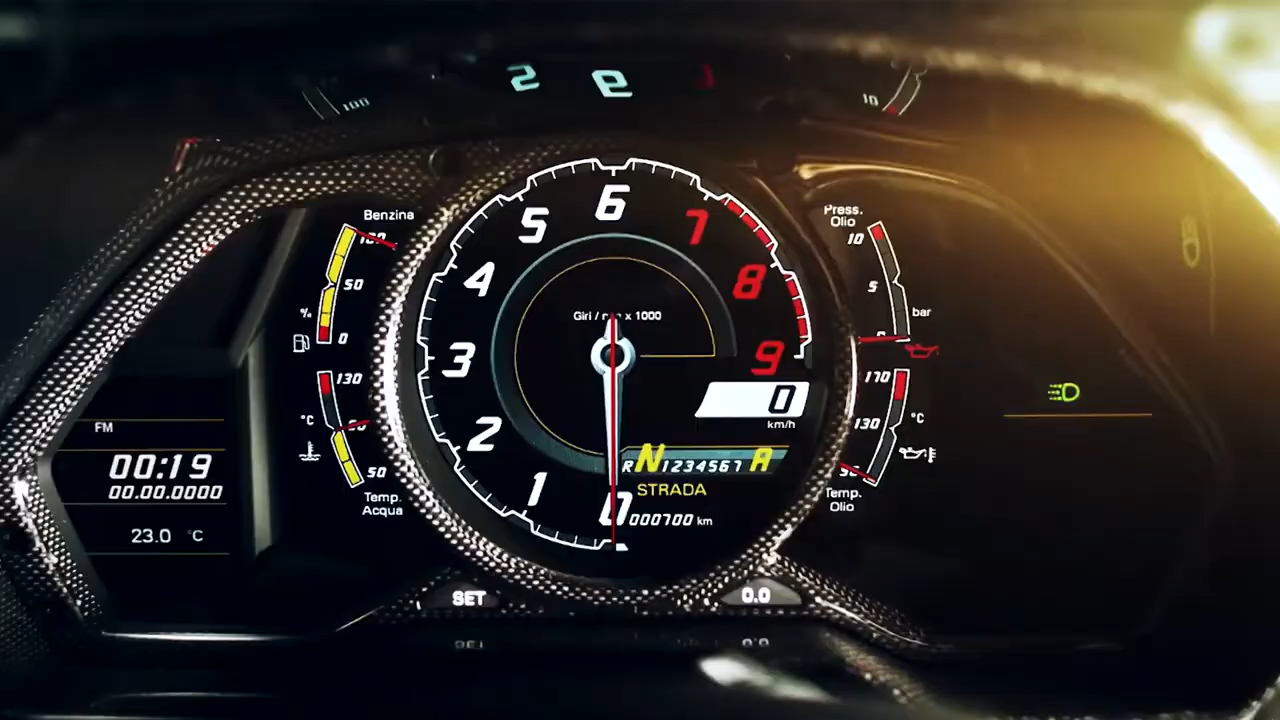 100
10
Benzina
100
50
%
0
130
°C
50
Temp.
Acqua
FM
00:19
00.00.0000
23.0 °C
6
5
7
4
8
3
9
2
1
0
Giri / x 1000
0
km/h
R N 1234567 A
STRADA
000700 km
Press.
Olio
10
5
bar
170
°C
130
Temp.
Olio
SET
0.0